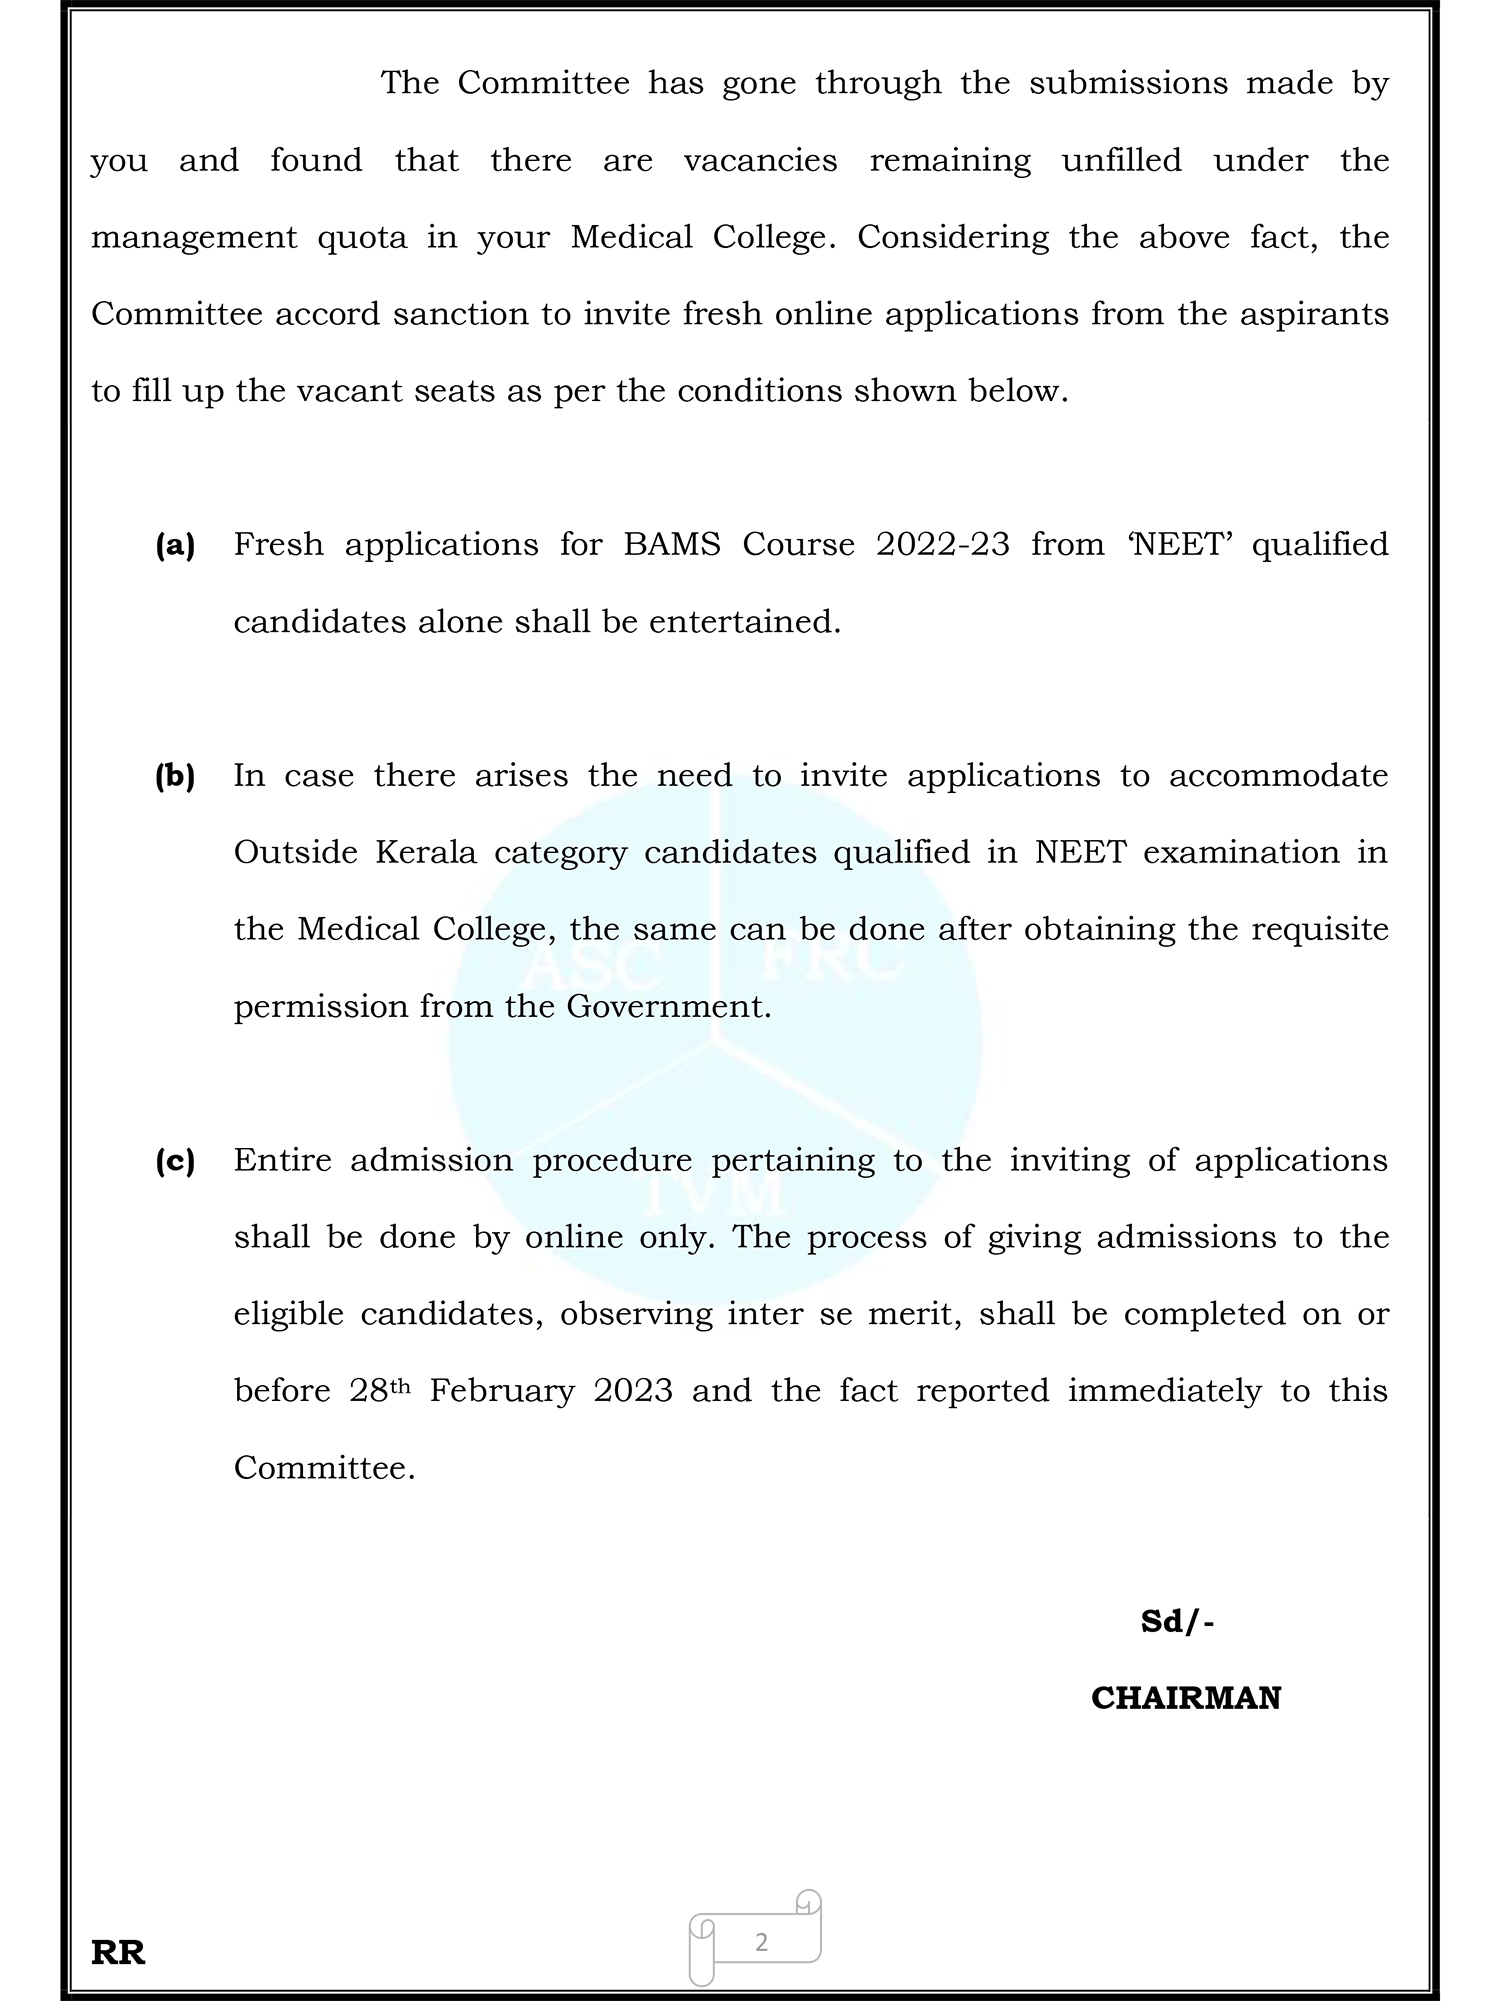 The Committee has gone through the submissions made by
you and found that there are vacancies remaining unfilled under the
management quota in your Medical College. Considering the above fact, the
Committee accord sanction to invite fresh online applications from the aspirants
to fill up the vacant seats as per the conditions shown below.
(a) Fresh applications for BAMS Course 2022-23 from ‘NEET’ qualified
candidates alone shall be entertained.
(b) In case there arises the need to invite applications to accommodate
Outside Kerala category candidates qualified in NEET examination in
the Medical College, the same can be done after obtaining the requisite
permission from the Government.
ASC FRC
(c) Entire admission procedure pertaining to the inviting of applications
TVM
shall be done by online only. The process of giving admissions to the
eligible candidates, observing inter se merit, shall be completed on or
before 28th February 2023 and the fact reported immediately to this
Committee.
Sd/-
CHAIRMAN
RR
2